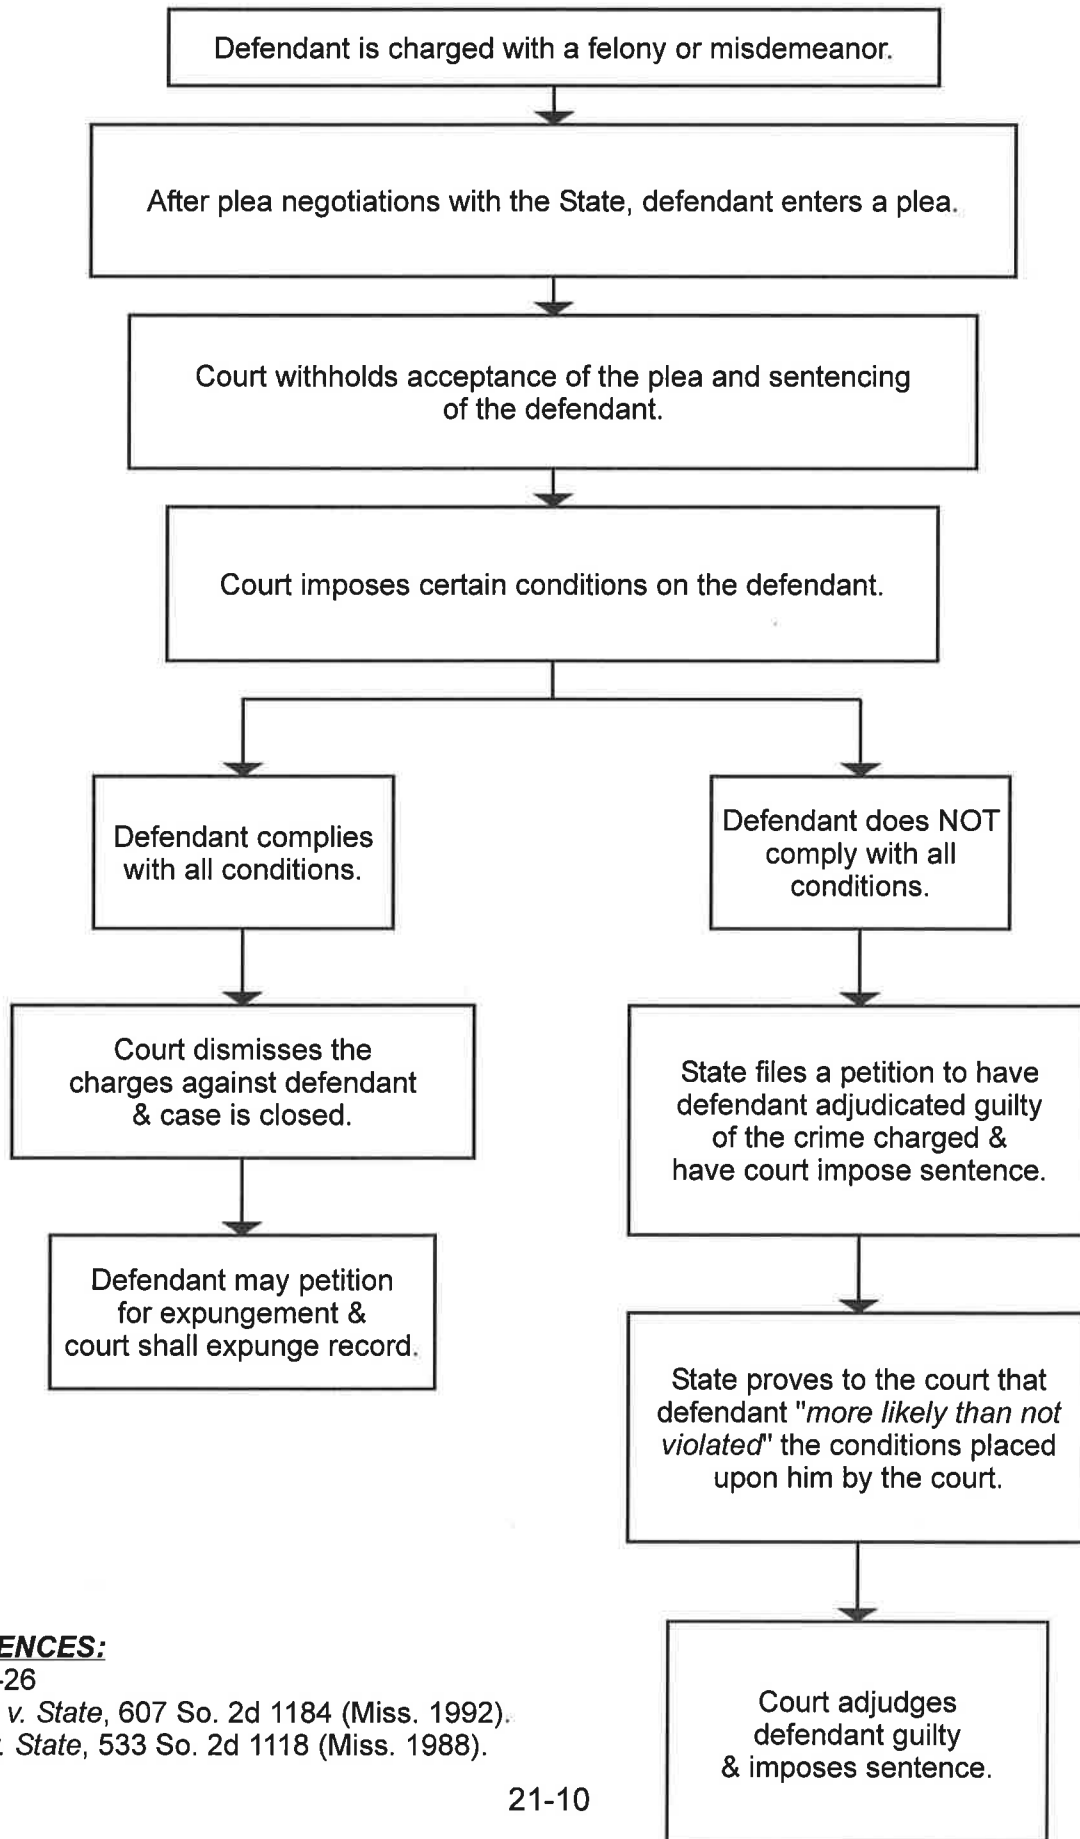 Defendant is charged with a felony or misdemeanor.
After plea negotiations with the State, defendant enters a plea.
Court withholds acceptance of the plea and sentencing
of the defendant.
Court imposes certain conditions on the defendant.
Defendant complies
with all conditions.
Defendant does NOT
comply with all
conditions.
Court dismisses the
charges against defendant
& case is closed.
State files a petition to have
defendant adjudicated guilty
of the crime charged &
have court impose sentence.
Defendant may petition
for expungement &
court shall expunge record.
State proves to the court that
defendant "more likely than not
violated" the conditions placed
upon him by the court.
Court adjudges
defendant guilty
& imposes sentence.
ENCES:
-26
v. State, 607 So. 2d 1184 (Miss. 1992).
. State, 533 So. 2d 1118 (Miss. 1988).
21-10